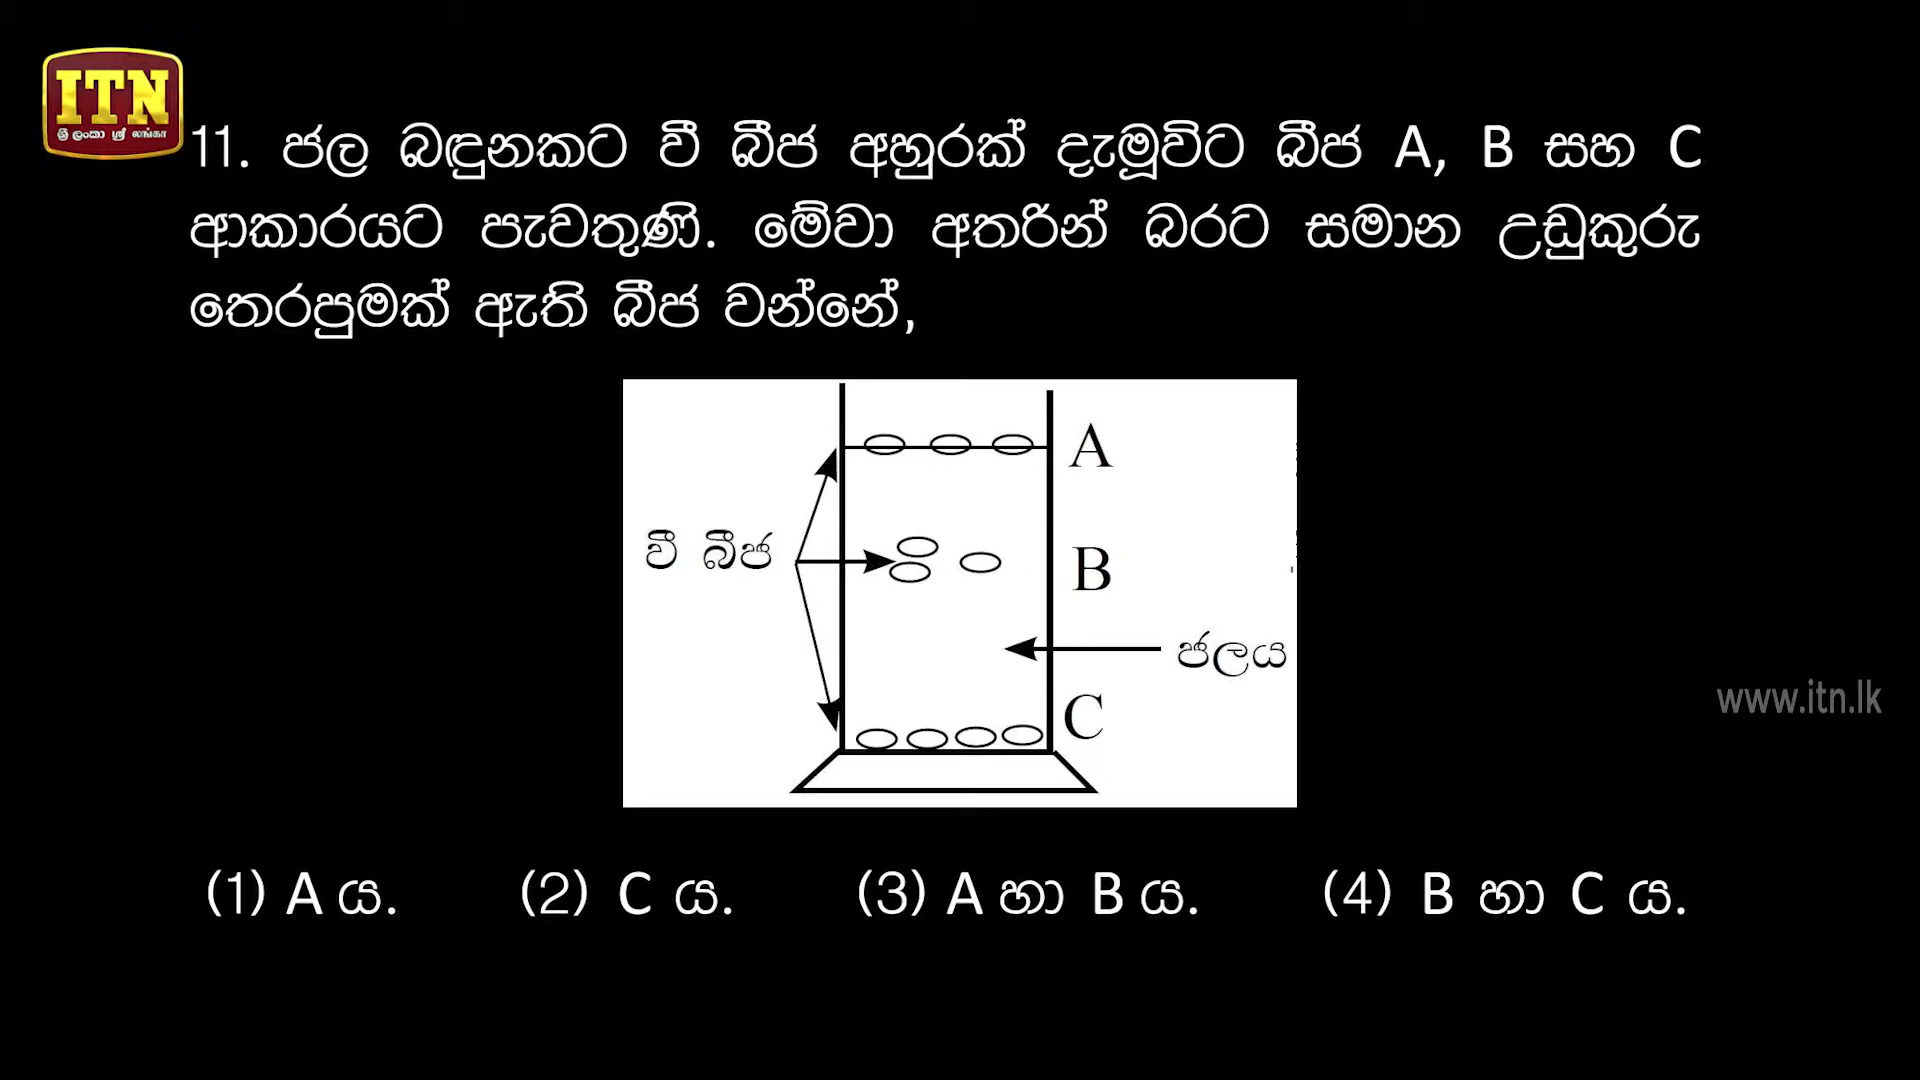 ITN
ශ්‍රී ලංකා ஸ்ரீ லங்கா
11. ජල බඳුනකට වී බීජ අහුරක් දැමූවිට බීජ A, B සහ C
ආකාරයට පැවතුණි. මේවා අතරින් බරට සමාන උඩුකුරු
තෙරපුමක් ඇති බීජ වන්නේ,
A
වී බීජ
B
ජලය
C
www.itn.lk
(1) A ය. (2) C ය. (3) A හා B ය. (4) B හා C ය.